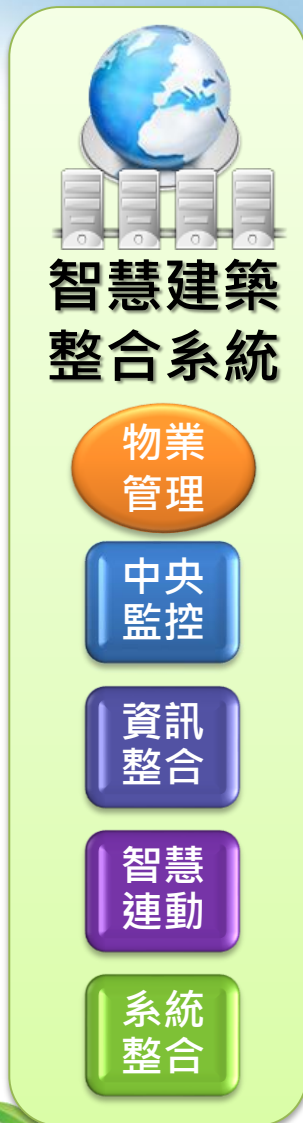 智慧建築
整合系統
物業
管理
中央
監控
資訊
整合
智慧
連動
系統
整合